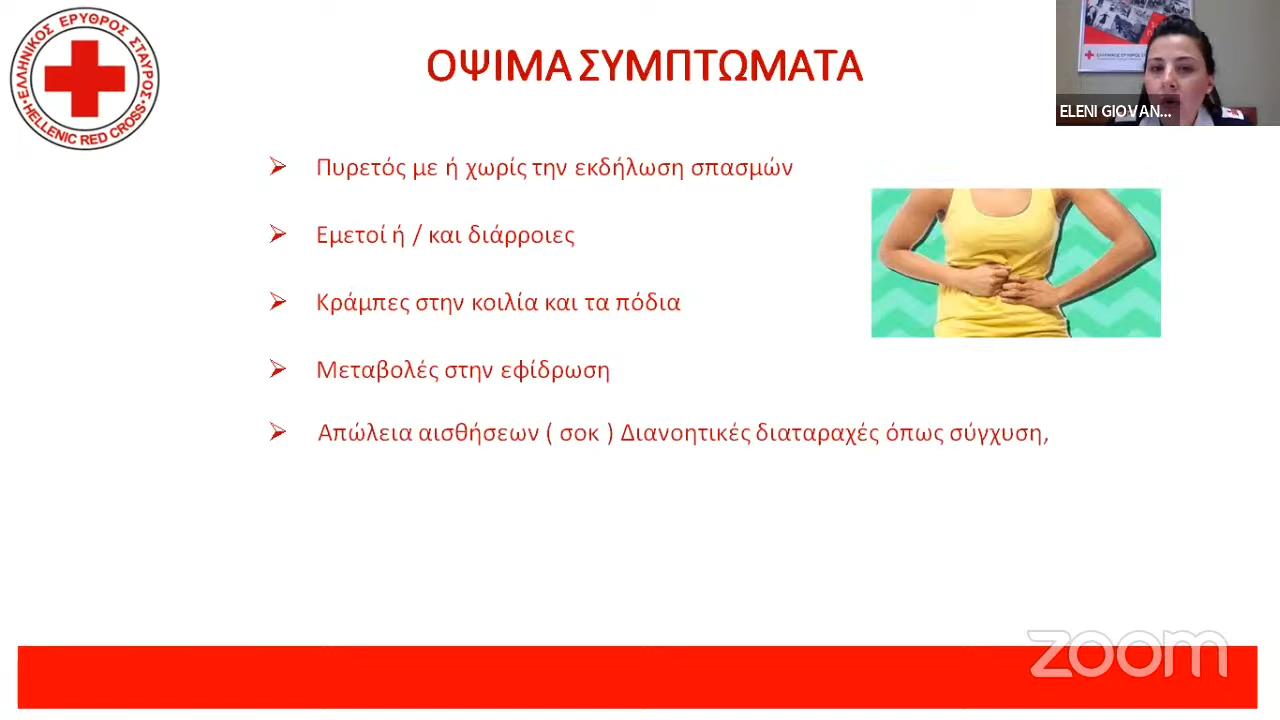 ΕΛΛΗΝΙΚΟΣ ΕΡΥΘΡΟΣ ΣΤΑΥΡΟΣ
HELLENIC RED CROSS
ΟΨΙΜΑ ΣΥΜΠΤΩΜΑΤΑ
ELENI GIOVAN...
➢ Πυρετός με ή χωρίς την εκδήλωση σπασμών
➢ Εμετοί ή / και διάρροιες
➢ Κράμπες στην κοιλία και τα πόδια
➢ Μεταβολές στην εφίδρωση
➢ Απώλεια αισθήσεων ( σοκ ) Διανοητικές διαταραχές όπως σύγχυση,
zoom